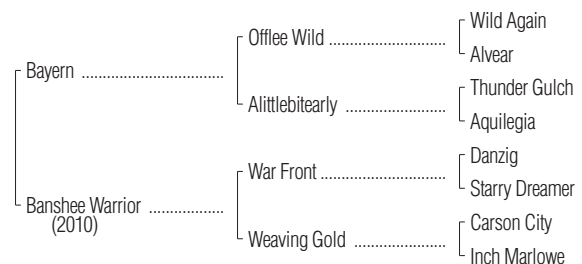 Wild Again
Offlee Wild ........................
Alvear
Bayern .............................
Thunder Gulch
Alittlebitearly .....................
Aquilegia
Danzig
War Front ..........................
Starry Dreamer
Banshee Warrior ...............
(2010)
Carson City
Weaving Gold ...................
Inch Marlowe